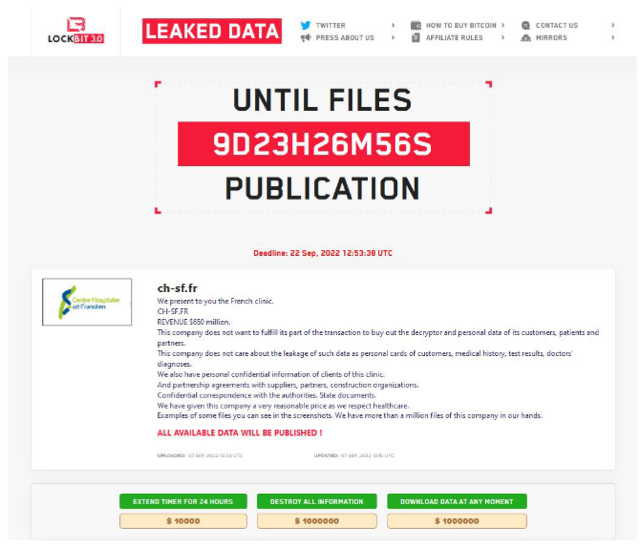 LOCKBIT 3.0
LEAKED DATA
TWITTER >
PRESS ABOUT US >
HOW TO BUY BITCOIN >
AFFILIATE RULES >
CONTACT US >
MIRRORS >
UNTIL FILES
9D23H26M56S
PUBLICATION
Deadline: 22 Sep, 2022 12:53:30 UTC
Centre Hospitalier
Sud Francilien
ch-sf.fr
We present to you the French clinic.
CH-SF.FR
REVENUE $650 million.
This company does not want to fulfill its part of the transaction to buy out the decryptor and personal data of its customers, patients and
partners.
This company does not care about the leakage of such data as personal cards of customers, medical history, test results, doctors'
diagnoses.
We also have personal confidential information of clients of this clinic.
And partnership agreements with suppliers, partners, construction organizations.
Confidential correspondence with the authorities. State documents.
We have given this company a very reasonable price as we respect healthcare.
Examples of some files you can see in the screenshots. We have more than a million files of this company in our hands.
ALL AVAILABLE DATA WILL BE PUBLISHED !
UPLOADED: 07 SEP, 2022 12:53 UTC
UPDATED: 07 SEP, 2022 UTC
EXTEND TIMER FOR 24 HOURS
$ 10000
DESTROY ALL INFORMATION
$ 1000000
DOWNLOAD DATA AT ANY MOMENT
$ 1000000